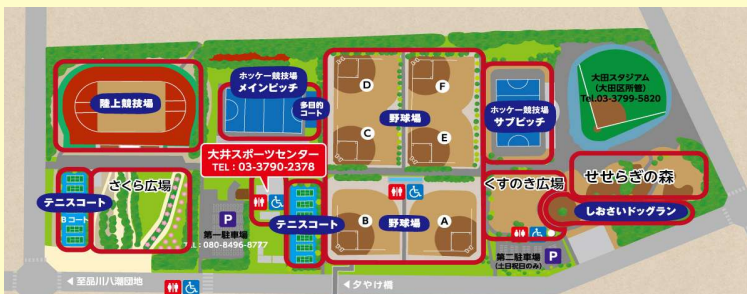 陸上競技場
ホッケー競技場
メインピッチ
多目的
コート
D
F
C
E
野球場
ホッケー競技場
サブピッチ
大田スタジアム
(大田区所管)
Tel.03-3799-5820
大井スポーツセンター
TEL：03-3790-2378
テニスコート
B コート
さくら広場
P
第一駐車場
TEL：080-8496-8777
テニスコート
B
野球場
A
くすのき広場
せせらぎの森
しおさいドッグラン
第二駐車場
(土日祝日のみ)
P
至品川八潮団地
夕やけ橋